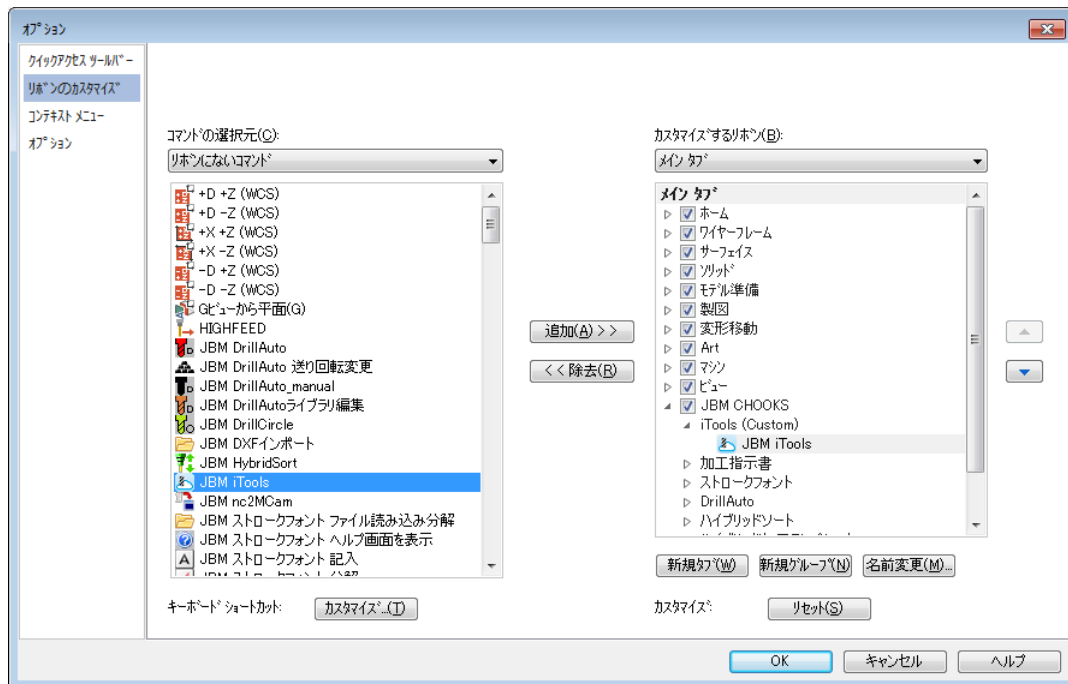 オプション
クイックアクセス ツールバー
リボンのカスタマイズ
コンテキスト メニュー
オプション
コマンドの選択元(C):
リボンにないコマンド
+D +Z (WCS)
+D -Z (WCS)
+X +Z (WCS)
+X -Z (WCS)
-D +Z (WCS)
-D -Z (WCS)
Gビューから平面(G)
HIGHFEED
JBM DrillAuto
JBM DrillAuto 送り回転変更
JBM DrillAuto_manual
JBM DrillAutoライブラリ編集
JBM DrillCircle
JBM DXFインポート
JBM HybridSort
JBM iTools
JBM nc2MCam
JBM ストロークフォント ファイル読み込み分解
JBM ストロークフォント ヘルプ画面を表示
JBM ストロークフォント 記入
キーボード ショートカット:
カスタマイズ...(T)
追加(A) >>
<< 除去(R)
カスタマイズするリボン(B):
メイン タブ
メイン タブ
ホーム
ワイヤーフレーム
サーフェイス
ソリッド
モデル準備
製図
変形移動
Art
マシン
ビュー
JBM CHOOKS
iTools (Custom)
JBM iTools
加工指示書
ストロークフォント
DrillAuto
ハイブリッドソート
新規タブ(W)
新規グループ(N)
名前変更(M)...
カスタマイズ:
リセット(S)
OK
キャンセル
ヘルプ